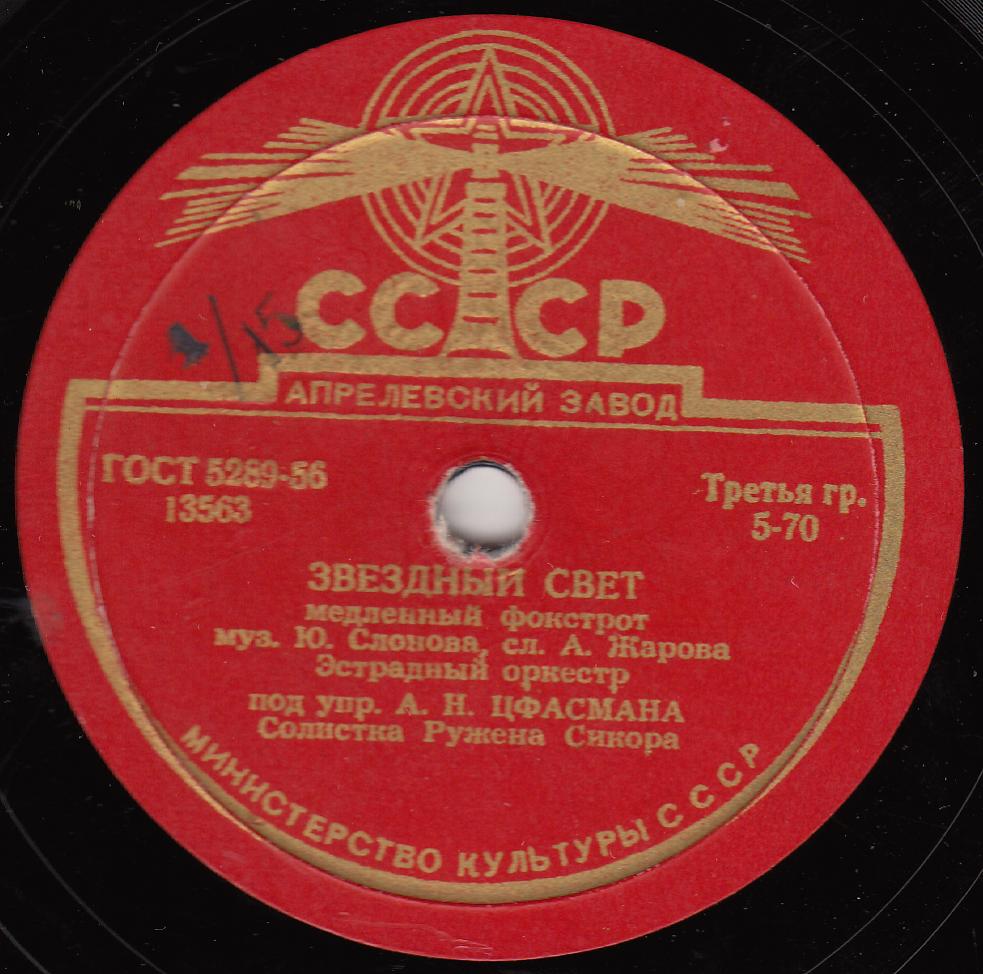 СССР
АПРЕЛЕВСКИЙ ЗАВОД
ГОСТ 5289-56
13563
Третья гр.
5-70
ЗВЕЗДНЫЙ СВЕТ
медленный фокстрот
муз. Ю. Слонова, сл. А. Жарова
Эстрадный оркестр
под упр. А. Н. ЦФАСМАНА
Солистка Ружена Сикора
МИНИСТЕРСТВО КУЛЬТУРЫ СССР